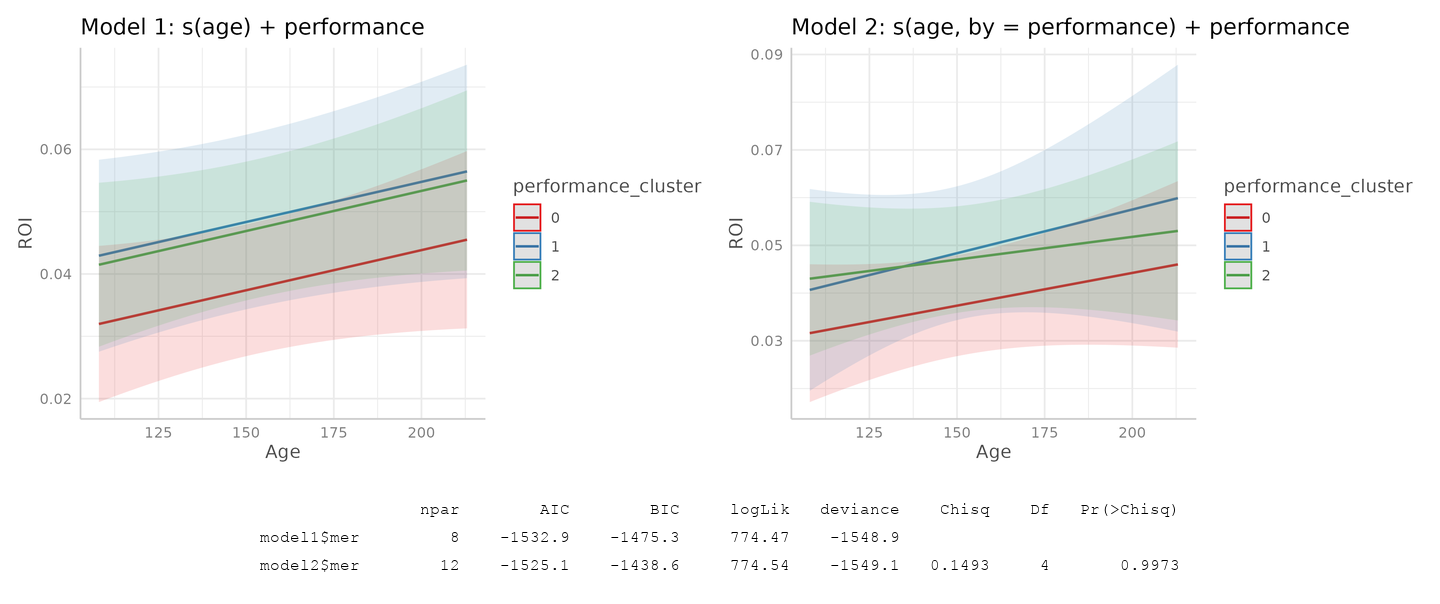 Model 1: s(age) + performance
0.06
0.04
0.02
ROI
125 150 175 200
Age
performance_cluster
0
1
2
Model 2: s(age, by = performance) + performance
0.09
0.07
0.05
0.03
ROI
125 150 175 200
Age
performance_cluster
0
1
2
npar AIC BIC logLik deviance Chisq Df Pr(>Chisq)
model1$mer 8 -1532.9 -1475.3 774.47 -1548.9
model2$mer 12 -1525.1 -1438.6 774.54 -1549.1 0.1493 4 0.9973